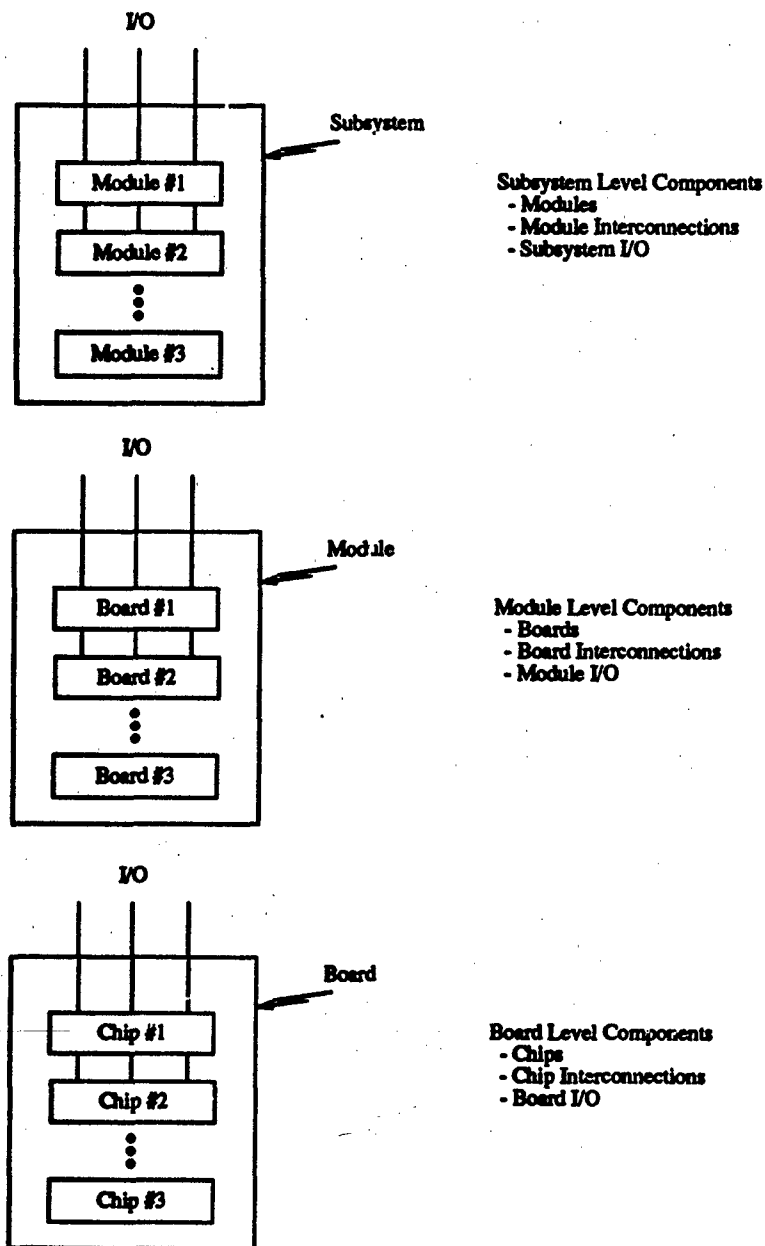 I/O
Subsystem
Module #1
Module #2
Module #3
Subsystem Level Components
- Modules
- Module Interconnections
- Subsystem I/O
I/O
Module
Board #1
Board #2
Board #3
Module Level Components
- Boards
- Board Interconnections
- Module I/O
I/O
Board
Chip #1
Chip #2
Chip #3
Board Level Components
- Chips
- Chip Interconnections
- Board I/O